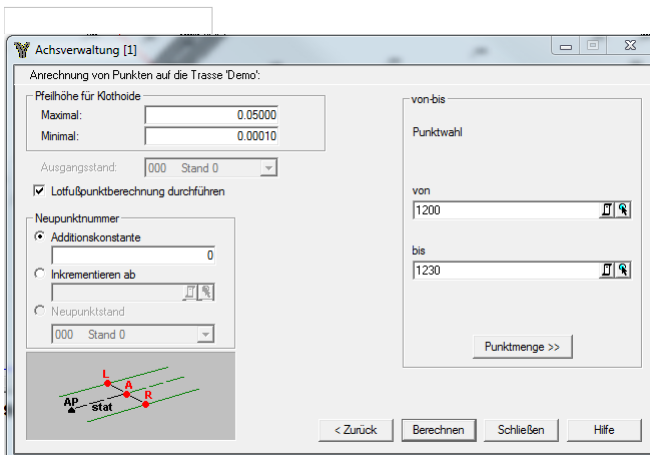 Achsverwaltung [1]
Anrechnung von Punkten auf die Trasse 'Demo':
Pfeilhöhe für Klothoide
Maximal: 0.05000
Minimal: 0.00010
Ausgangsstand: 000 Stand 0
Lotfußpunktberechnung durchführen
Neupunktnummer
Additionskonstante
0
Inkrementieren ab
Neupunktstand
000 Stand 0
L
A
R
AP
stat
von-bis
Punktwahl
von
1200
bis
1230
Punktmenge >>
< Zurück Berechnen Schließen Hilfe